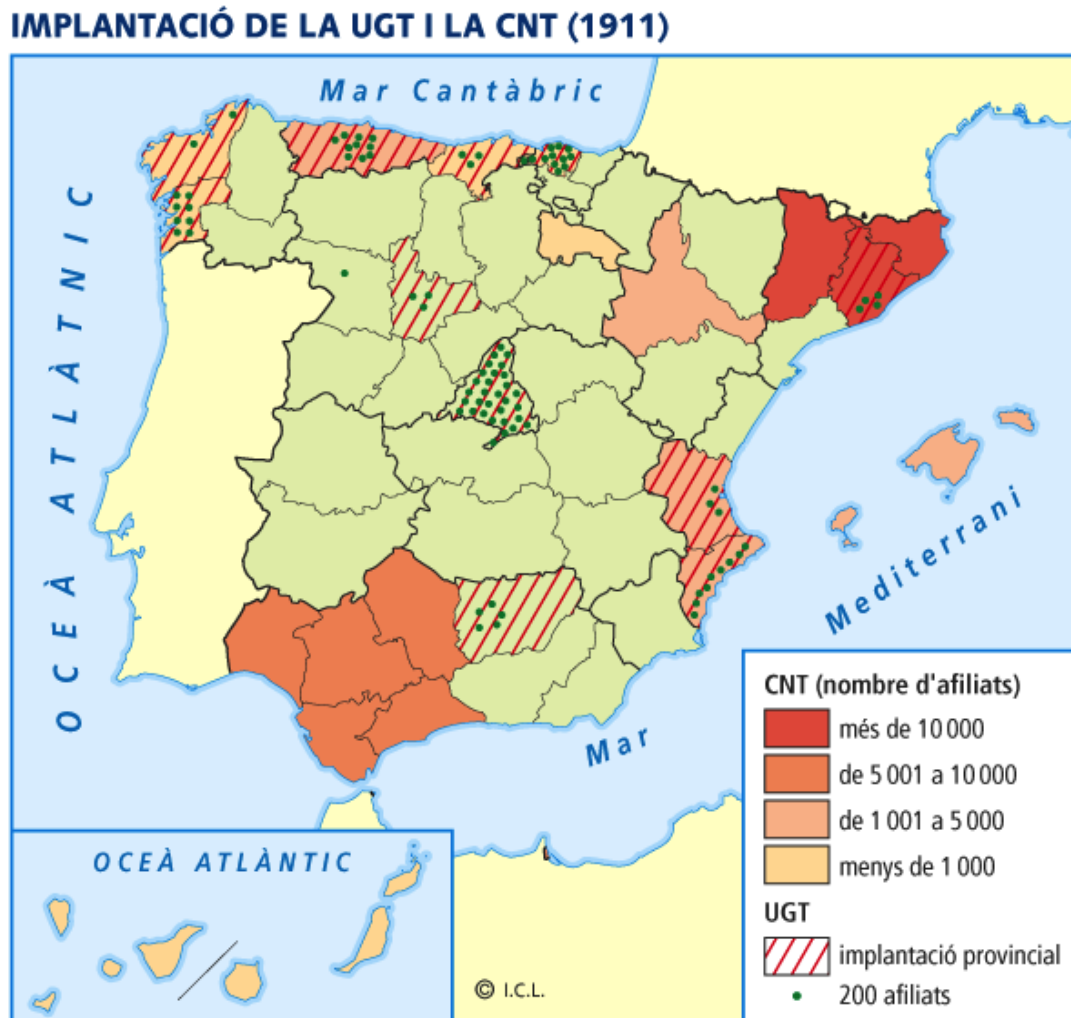 IMPLANTACIÓ DE LA UGT I LA CNT (1911)
Mar Cantàbric
OCEÀ ATLÀNTIC
Mar Mediterrani
OCEÀ ATLÀNTIC
© I.C.L.
CNT (nombre d'afiliats)
més de 10 000
de 5 001 a 10 000
de 1 001 a 5 000
menys de 1 000
UGT
implantació provincial
200 afiliats